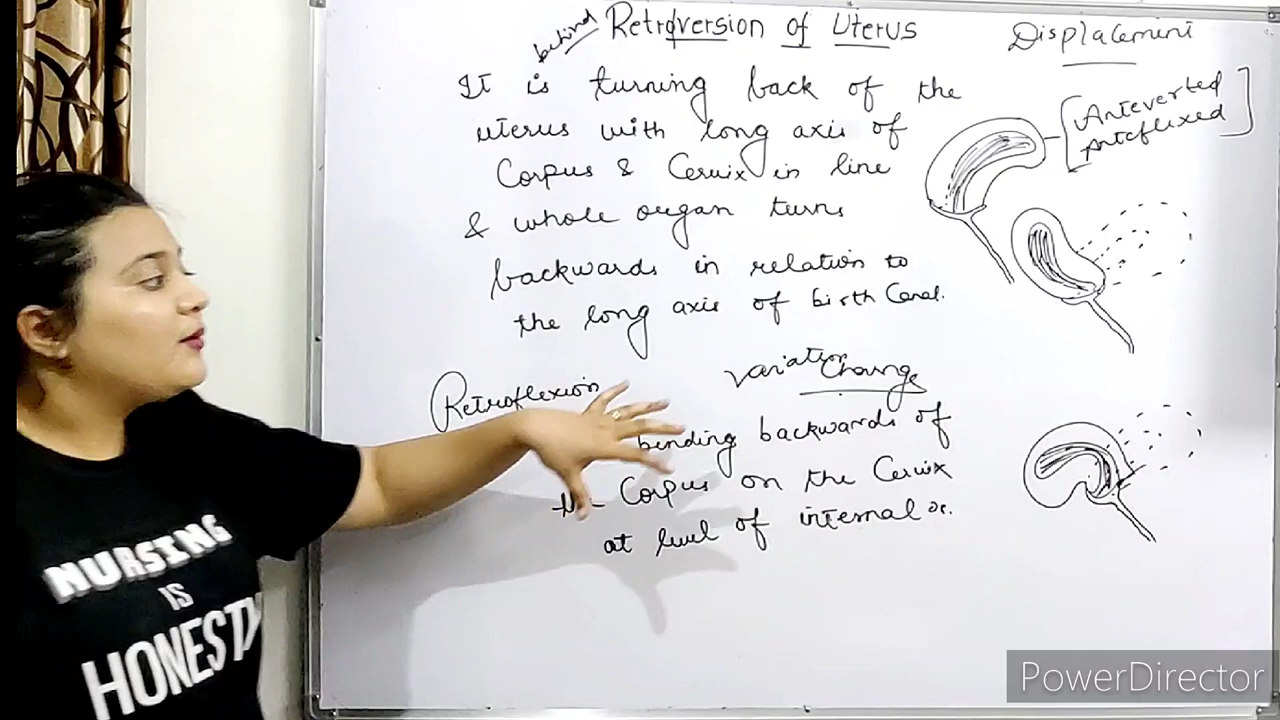 behind
Retroversion of Uterus
Displacement
It is turning back of the
uterus with long axis of
Corpus & Cervix in line
& whole organ turns
backwards in relation to
the long axis of birth Canal.
[Anteverted
Anteflexed]
Variation
Change
Retroflexion
bending backwards of
Corpus on the Cervix
at level of internal os.
NURSING
IS
HONESTY
PowerDirector